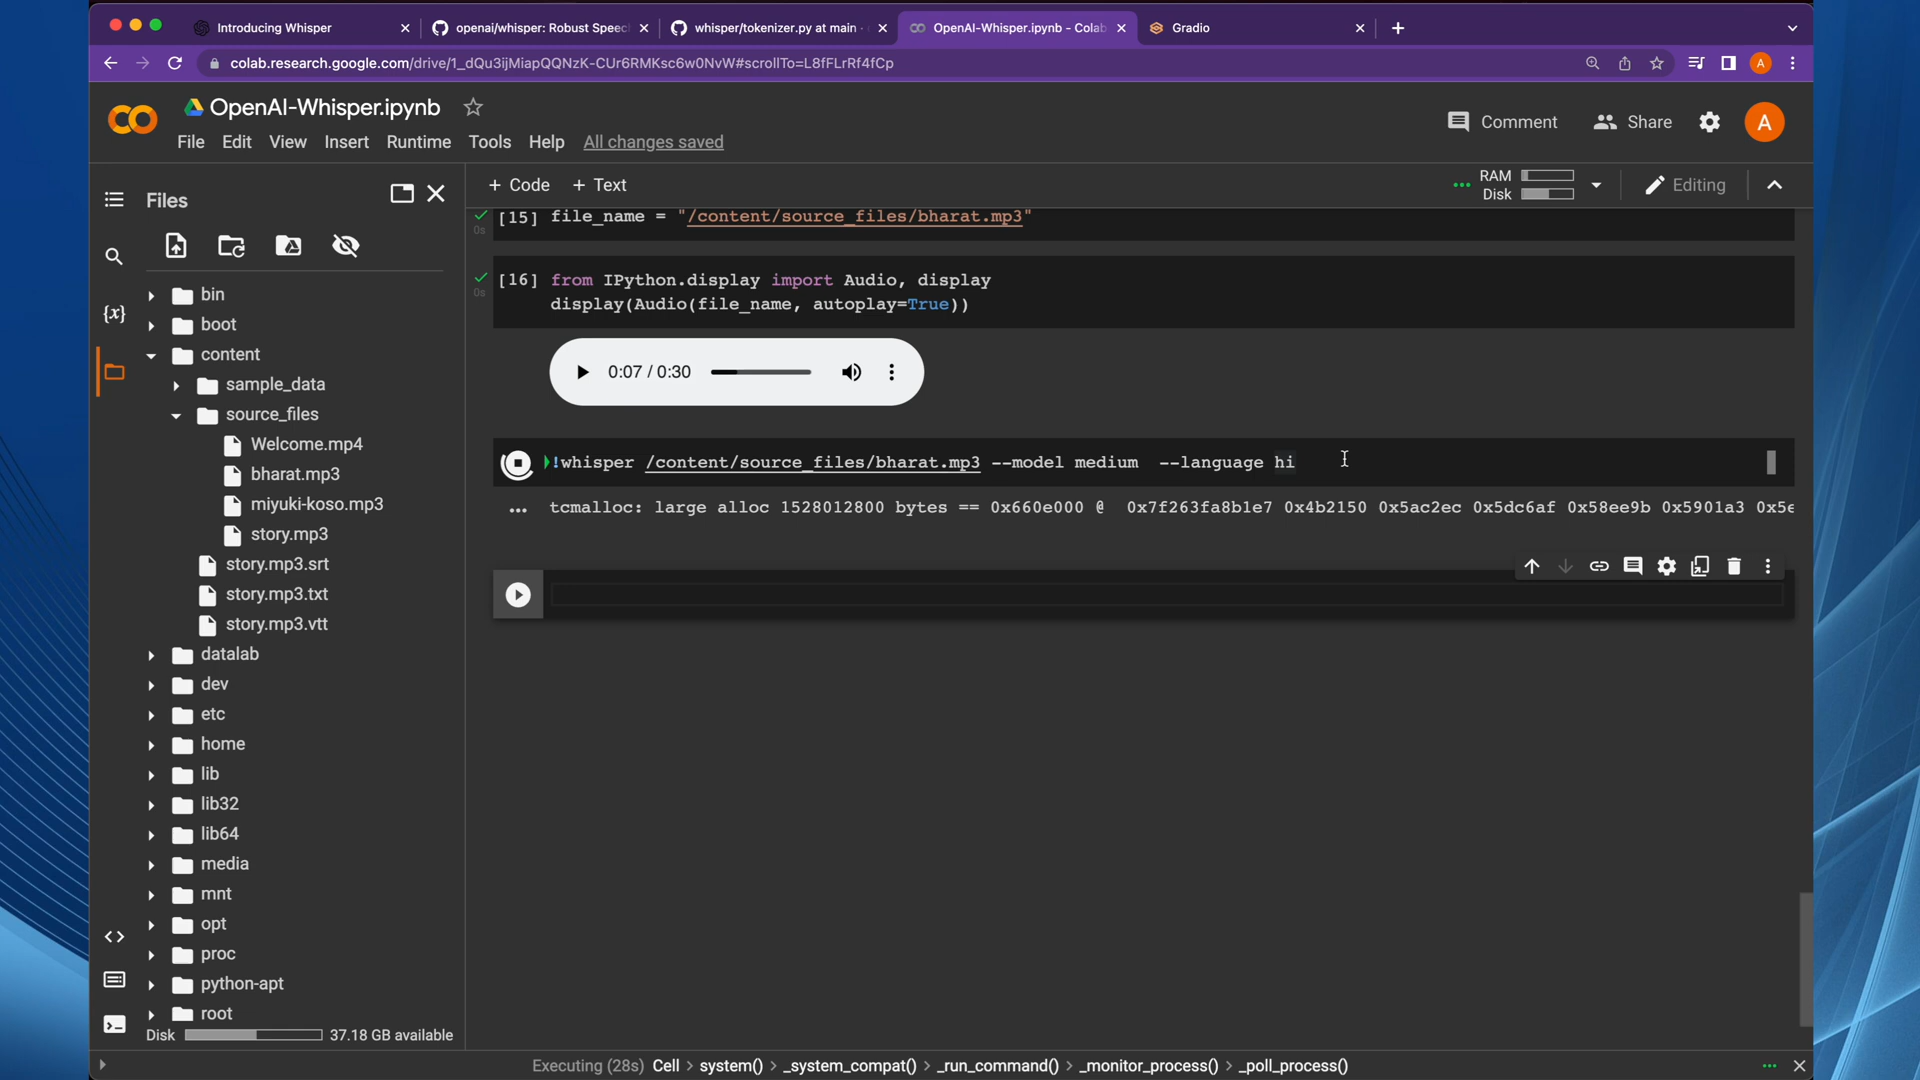 Introducing Whisper
openai/whisper: Robust Speec
whisper/tokenizer.py at main ·
OpenAI-Whisper.ipynb - Colab
Gradio
colab.research.google.com/drive/1_dQu3ijMiapQQNzK-CUr6RMKsc6w0NvW#scrollTo=L8fFLrRf4fCp
A
OpenAI-Whisper.ipynb
File Edit View Insert Runtime Tools Help All changes saved
Comment Share A
Files
+ Code + Text
RAM
Disk
Editing
{x}
bin
boot
content
sample_data
source_files
Welcome.mp4
bharat.mp3
miyuki-koso.mp3
story.mp3
story.mp3.srt
story.mp3.txt
story.mp3.vtt
datalab
dev
etc
home
lib
lib32
lib64
media
mnt
opt
proc
python-apt
root
Disk 37.18 GB available
0s
[15] file_name = "/content/source_files/bharat.mp3"
0s
[16] from IPython.display import Audio, display
display(Audio(file_name, autoplay=True))
0:07 / 0:30
!whisper /content/source_files/bharat.mp3 --model medium --language hi
... tcmalloc: large alloc 1528012800 bytes == 0x660e000 @ 0x7f263fa8b1e7 0x4b2150 0x5ac2ec 0x5dc6af 0x58ee9b 0x5901a3 0x5e
Executing (28s) Cell > system() > _system_compat() > _run_command() > _monitor_process() > _poll_process()